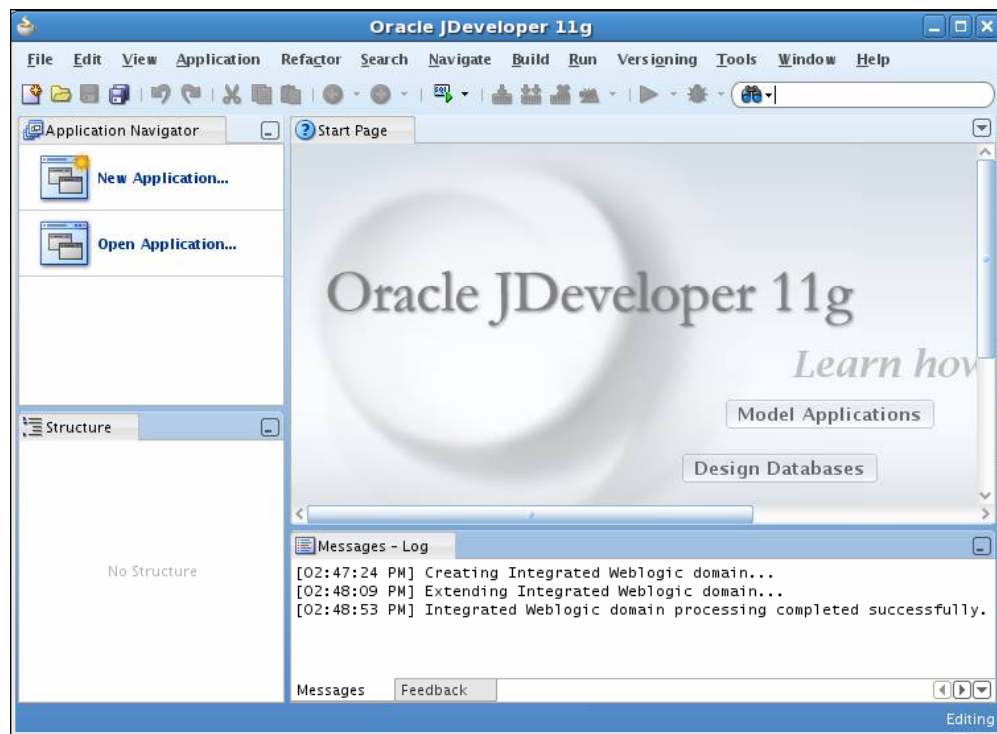 Oracle JDeveloper 11g
File Edit View Application Refactor Search Navigate Build Run Versioning Tools Window Help
SQL
Application Navigator
Start Page
New Application...
Open Application...
Oracle JDeveloper 11g
Learn how
Model Applications
Structure
Design Databases
No Structure
Messages - Log
[02:47:24 PM] Creating Integrated Weblogic domain...
[02:48:09 PM] Extending Integrated Weblogic domain...
[02:48:53 PM] Integrated Weblogic domain processing completed successfully.
Messages Feedback
Editing